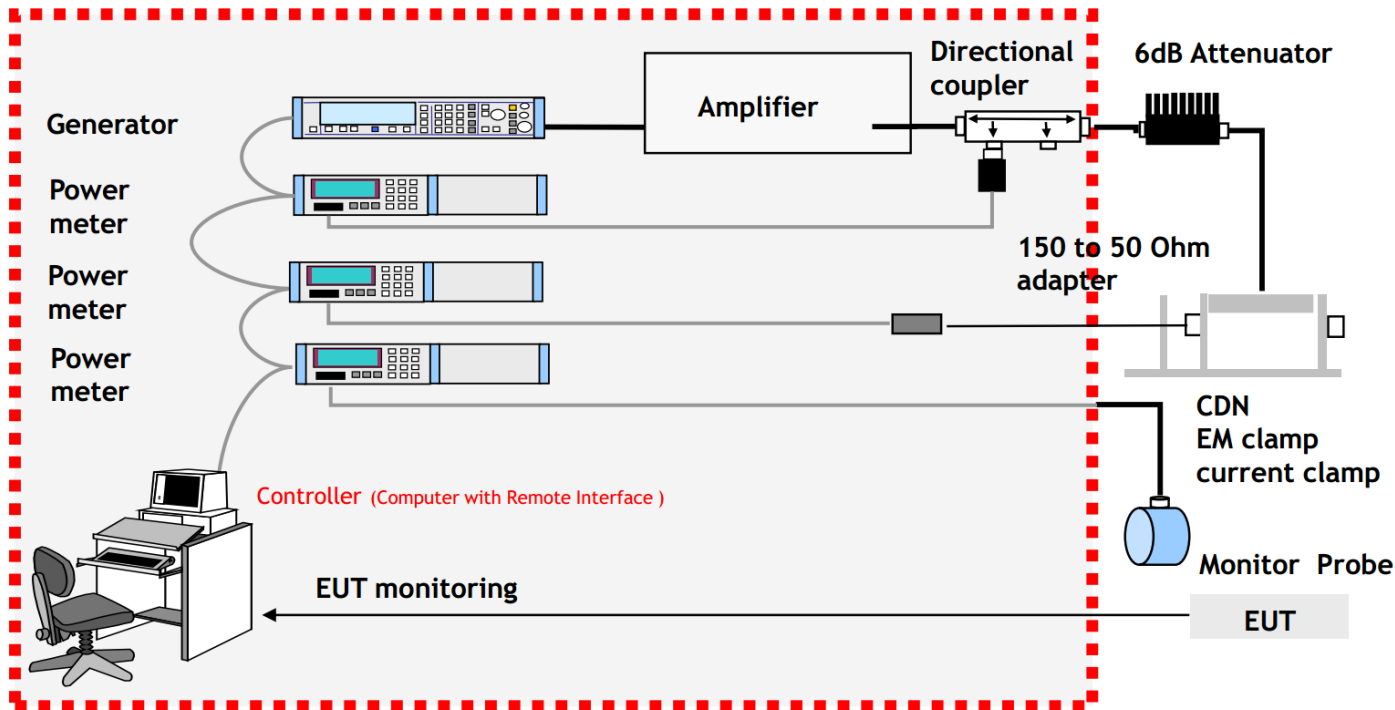 Directional
coupler
6dB Attenuator
Amplifier
Generator
Power
meter
150 to 50 Ohm
adapter
Power
meter
Power
meter
CDN
EM clamp
current clamp
Controller (Computer with Remote Interface )
Monitor Probe
EUT monitoring
EUT